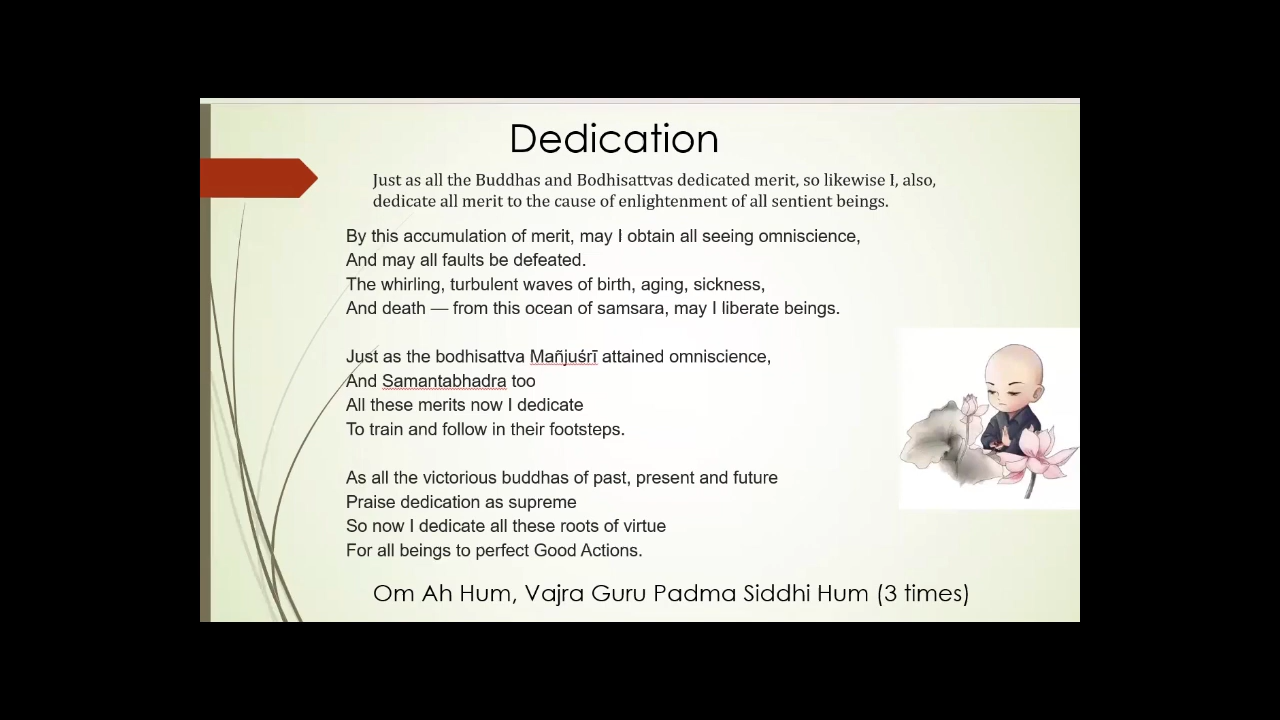 Dedication
Just as all the Buddhas and Bodhisattvas dedicated merit, so likewise I, also,
dedicate all merit to the cause of enlightenment of all sentient beings.
By this accumulation of merit, may I obtain all seeing omniscience,
And may all faults be defeated.
The whirling, turbulent waves of birth, aging, sickness,
And death — from this ocean of samsara, may I liberate beings.
Just as the bodhisattva Mañjuśrī attained omniscience,
And Samantabhadra too
All these merits now I dedicate
To train and follow in their footsteps.
As all the victorious buddhas of past, present and future
Praise dedication as supreme
So now I dedicate all these roots of virtue
For all beings to perfect Good Actions.
Om Ah Hum, Vajra Guru Padma Siddhi Hum (3 times)